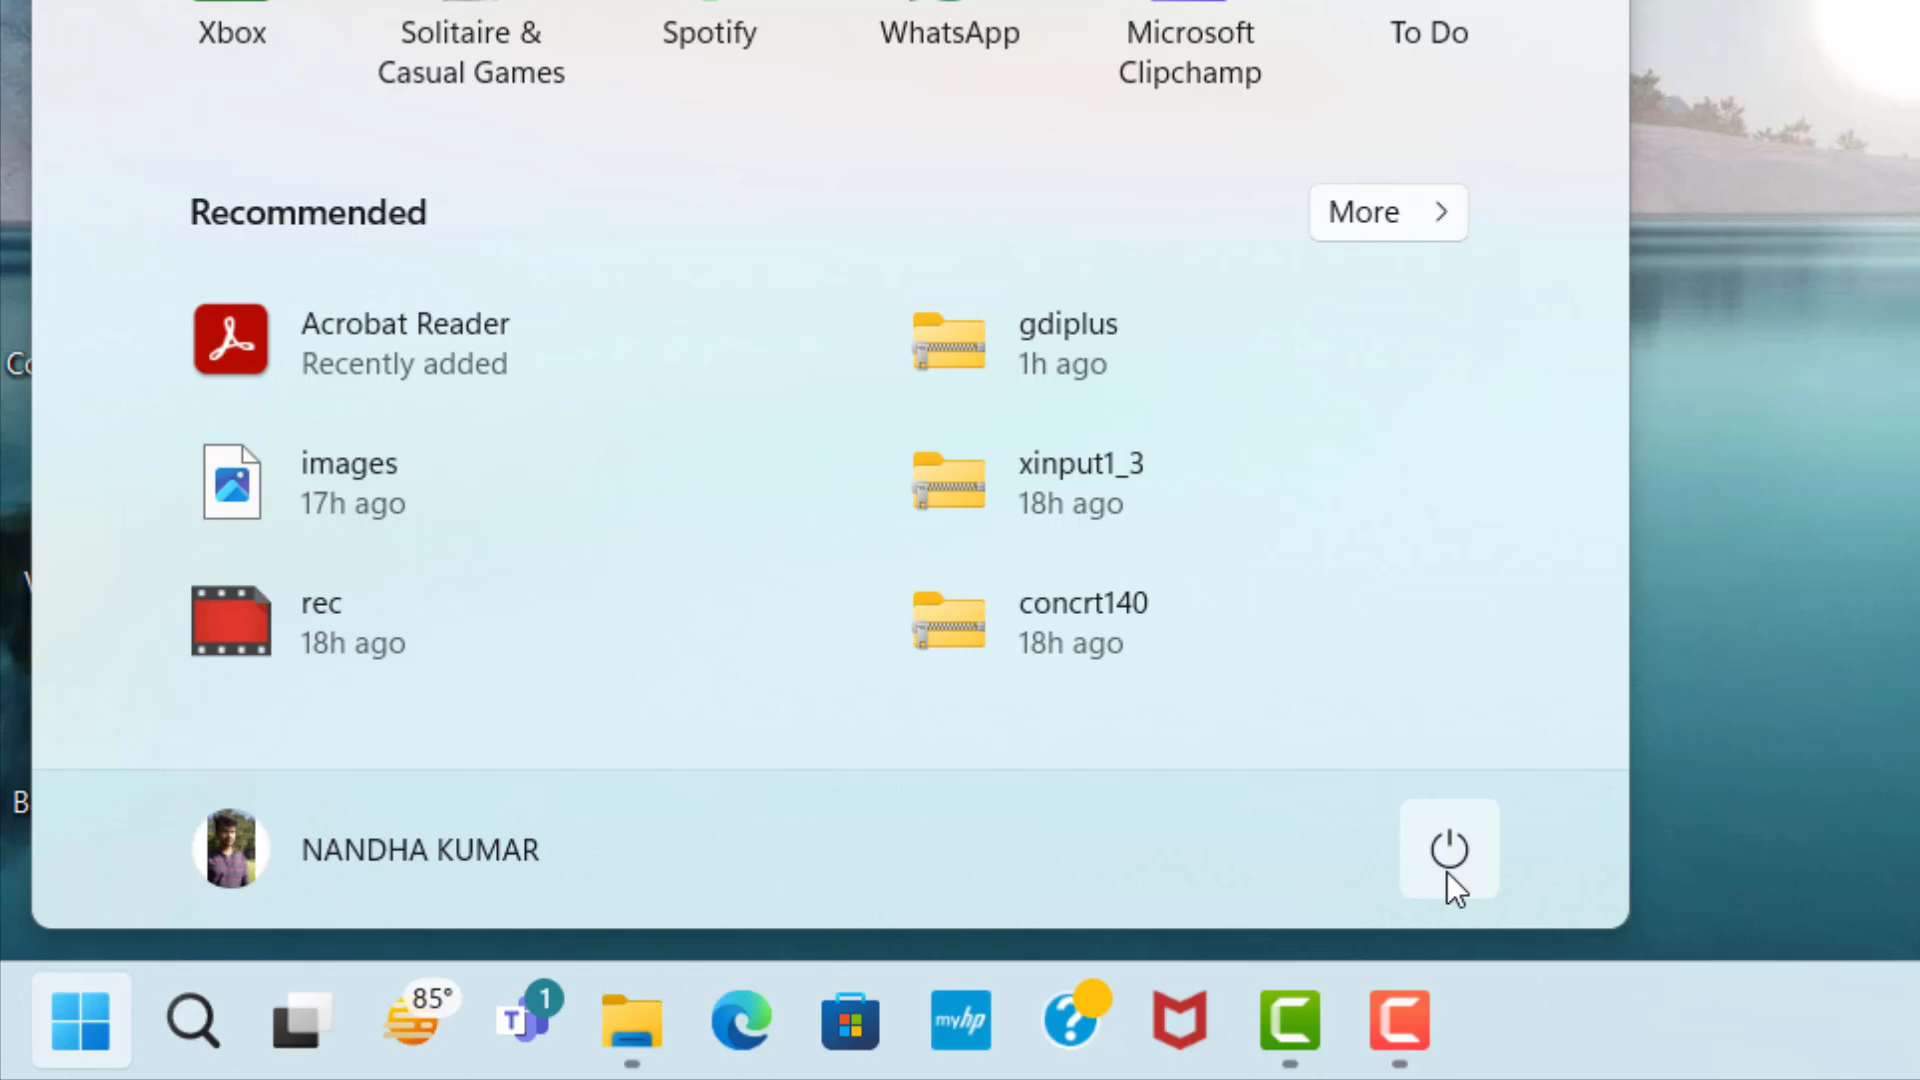 Xbox
Solitaire &
Casual Games
Spotify
WhatsApp
Microsoft
Clipchamp
To Do
Recommended
More
Acrobat Reader
Recently added
gdiplus
1h ago
images
17h ago
xinput1_3
18h ago
rec
18h ago
concrt140
18h ago
NANDHA KUMAR
85°
T
1
myhp
?
C
C